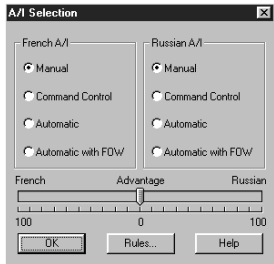 A/I Selection
French A/I
Manual
Command Control
Automatic
Automatic with FOW
Russian A/I
Manual
Command Control
Automatic
Automatic with FOW
French Advantage Russian
100 0 100
OK Rules... Help